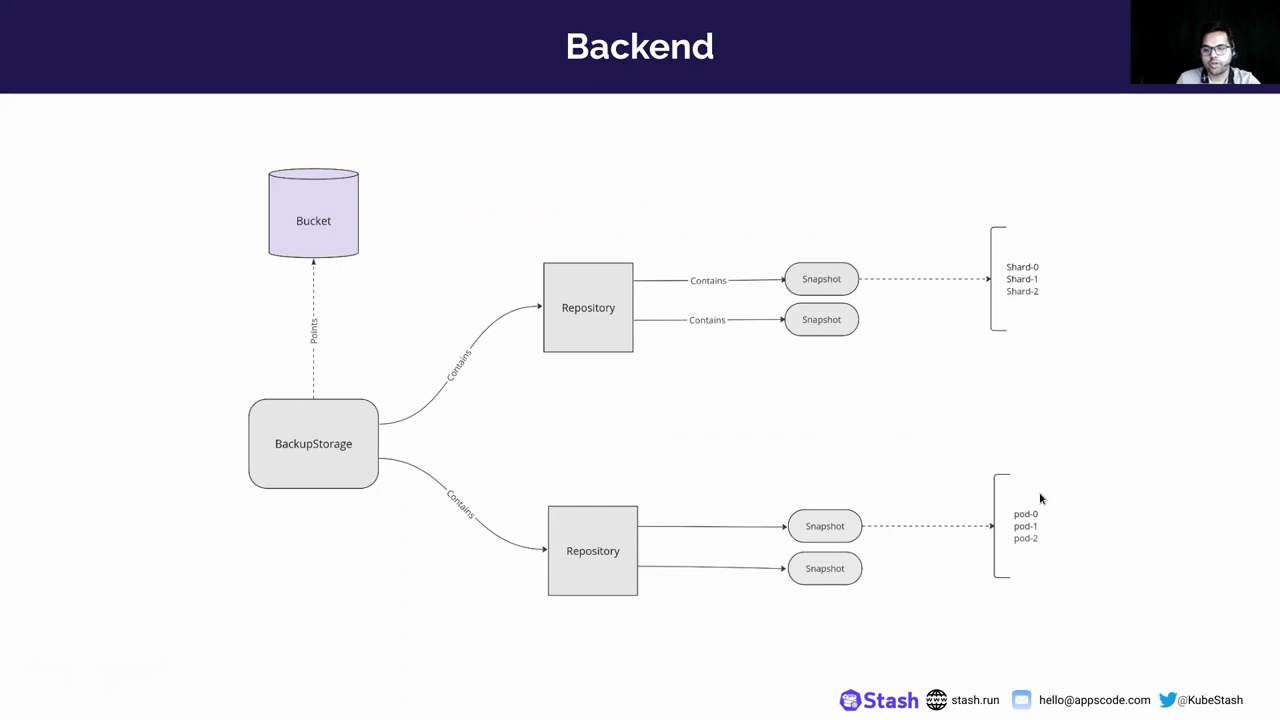 Backend
Bucket
Points
BackupStorage
Contains
Contains
Repository
Contains
Contains
Snapshot
Snapshot
Shard-0
Shard-1
Shard-2
Repository
Snapshot
Snapshot
pod-0
pod-1
pod-2
Stash
stash.run
hello@appscode.com
@KubeStash